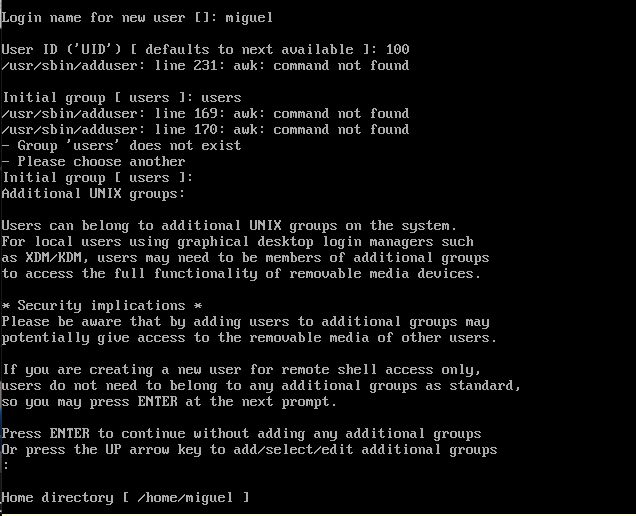 Login name for new user []: miguel
User ID ('UID') [ defaults to next available ]: 100
/usr/sbin/adduser: line 231: awk: command not found
Initial group [ users ]: users
/usr/sbin/adduser: line 169: awk: command not found
/usr/sbin/adduser: line 170: awk: command not found
- Group 'users' does not exist
- Please choose another
Initial group [ users ]:
Additional UNIX groups:
Users can belong to additional UNIX groups on the system.
For local users using graphical desktop login managers such
as XDM/KDM, users may need to be members of additional groups
to access the full functionality of removable media devices.
* Security implications *
Please be aware that by adding users to additional groups may
potentially give access to the removable media of other users.
If you are creating a new user for remote shell access only,
users do not need to belong to any additional groups as standard,
so you may press ENTER at the next prompt.
Press ENTER to continue without adding any additional groups
Or press the UP arrow key to add/select/edit additional groups
:
Home directory [ /home/miguel ]